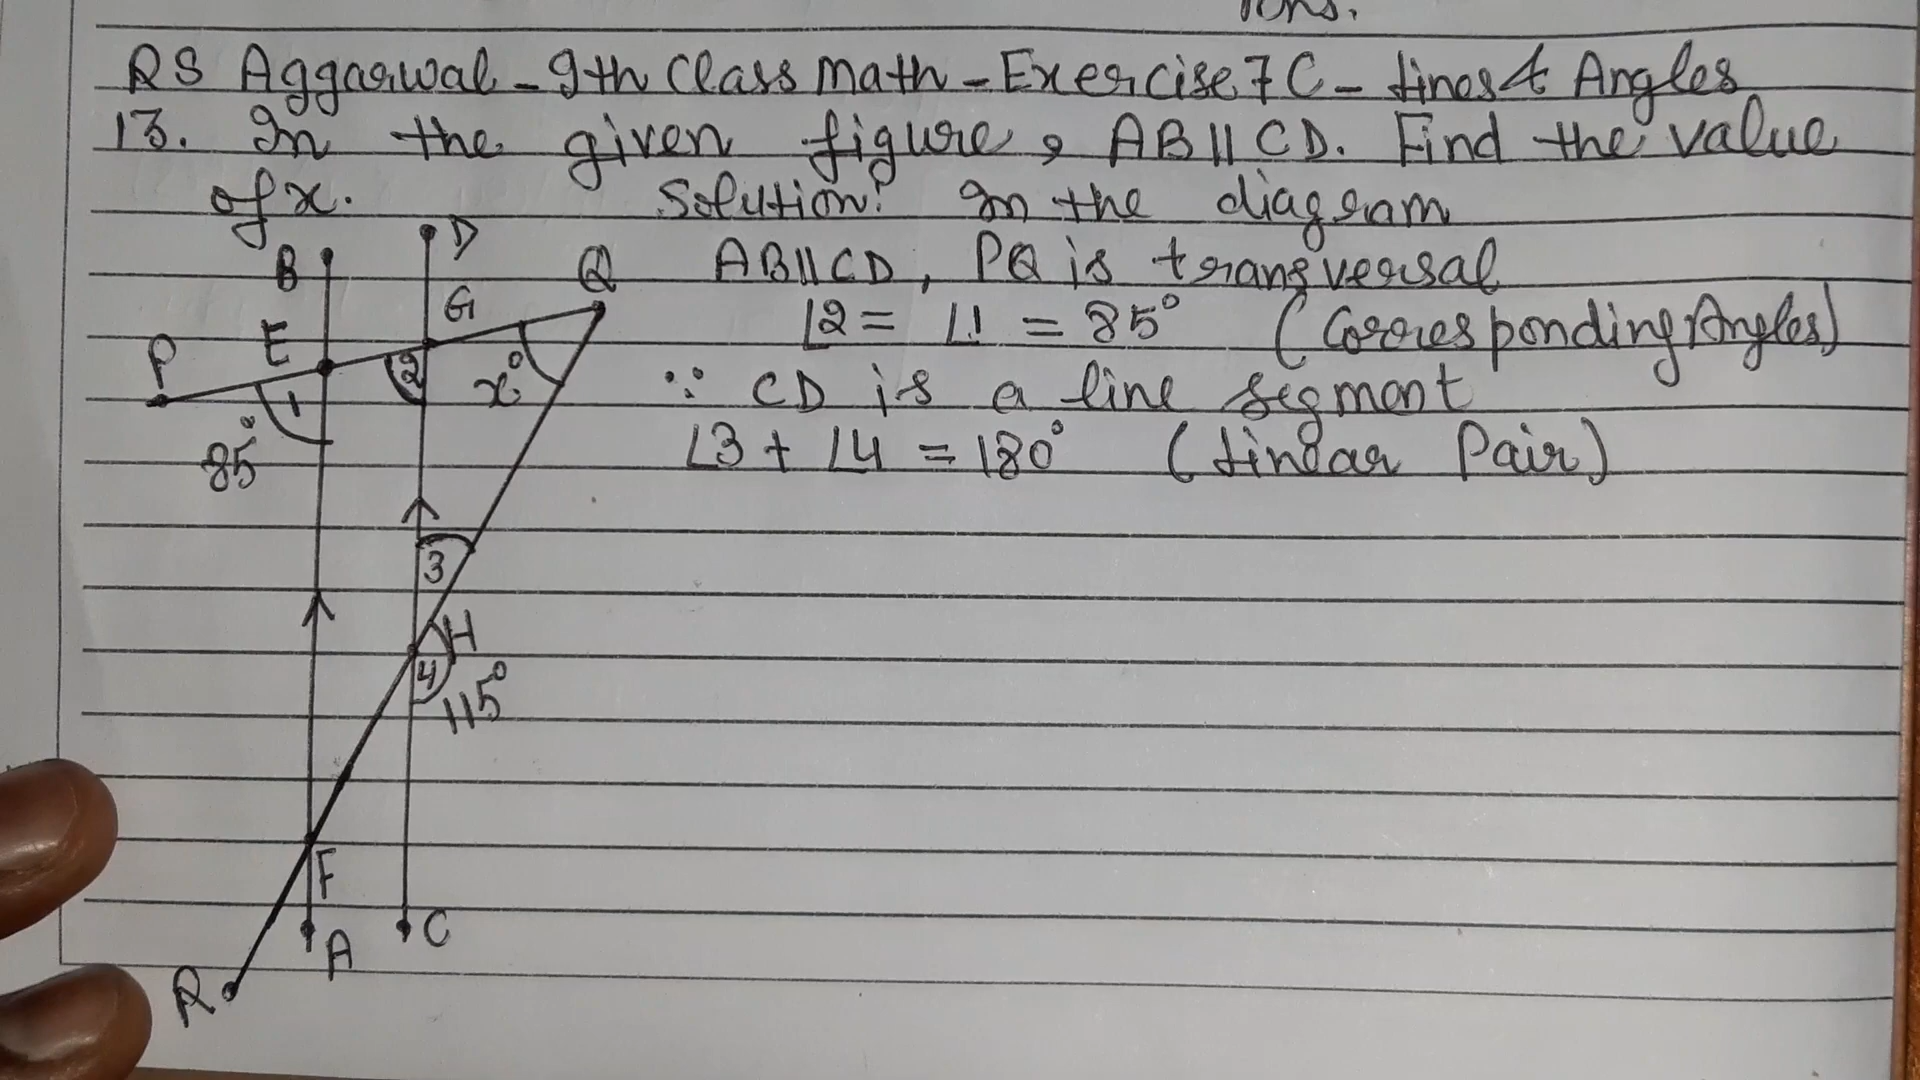 RS Aggarwal - 9th Class Math - Exercise 7C - Lines & Angles
13. In the given figure, AB || CD. Find the value
of x. Solution: In the diagram
AB || CD, PQ is transversal
∠2 = ∠1 = 85° (Corresponding Angles)
∵ CD is a line segment
∠3 + ∠4 = 180° (Linear Pair)
B
D
Q
G
E
P
1
2
x°
85°
3
H
4
115°
F
A
C
R